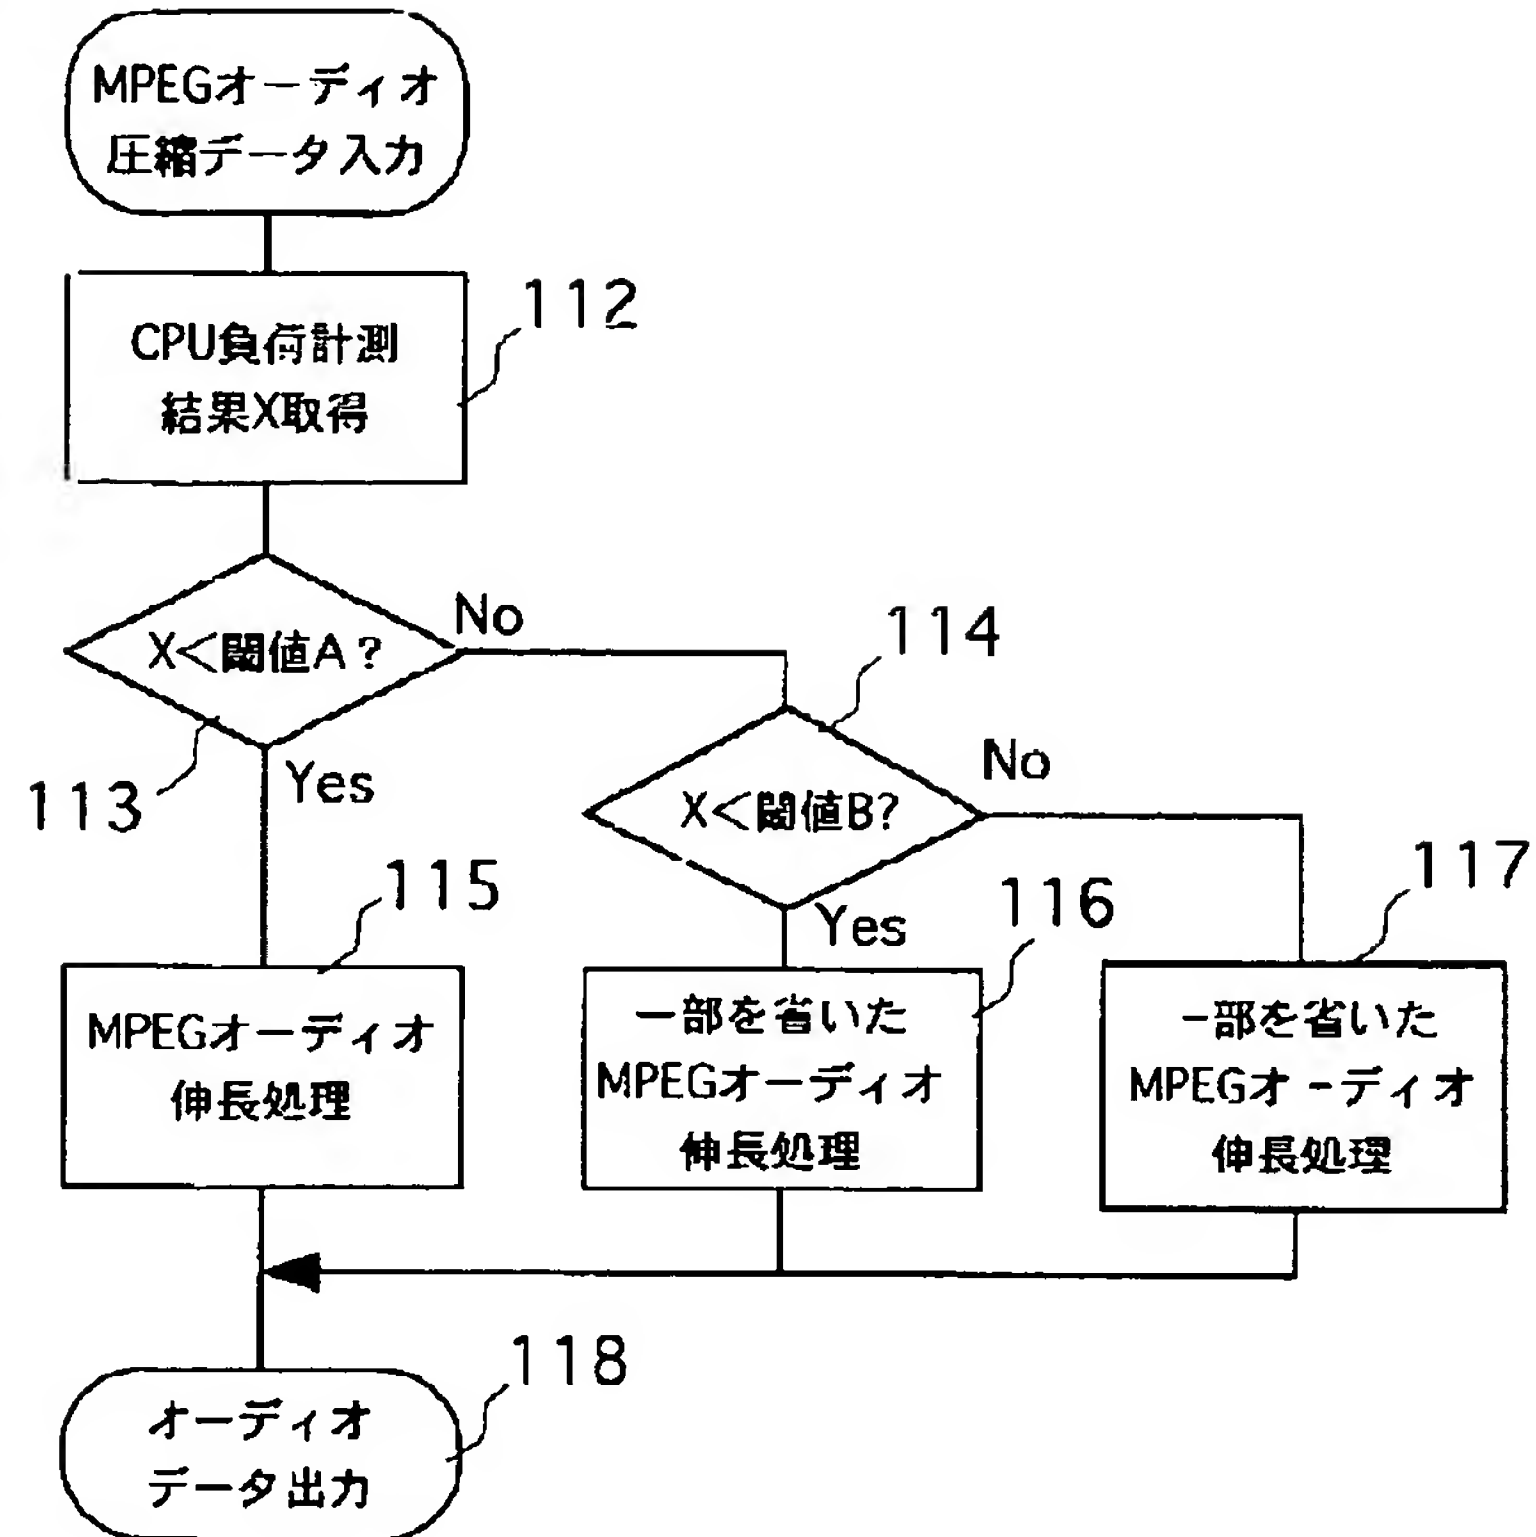 MPEGオーディオ
圧縮データ入力
CPU負荷計測
結果X取得
112
X<閾値A?
No
Yes
113
114
X<閾値B?
No
Yes
115
MPEGオーディオ
伸長処理
116
一部を省いた
MPEGオーディオ
伸長処理
117
一部を省いた
MPEGオーディオ
伸長処理
118
オーディオ
データ出力